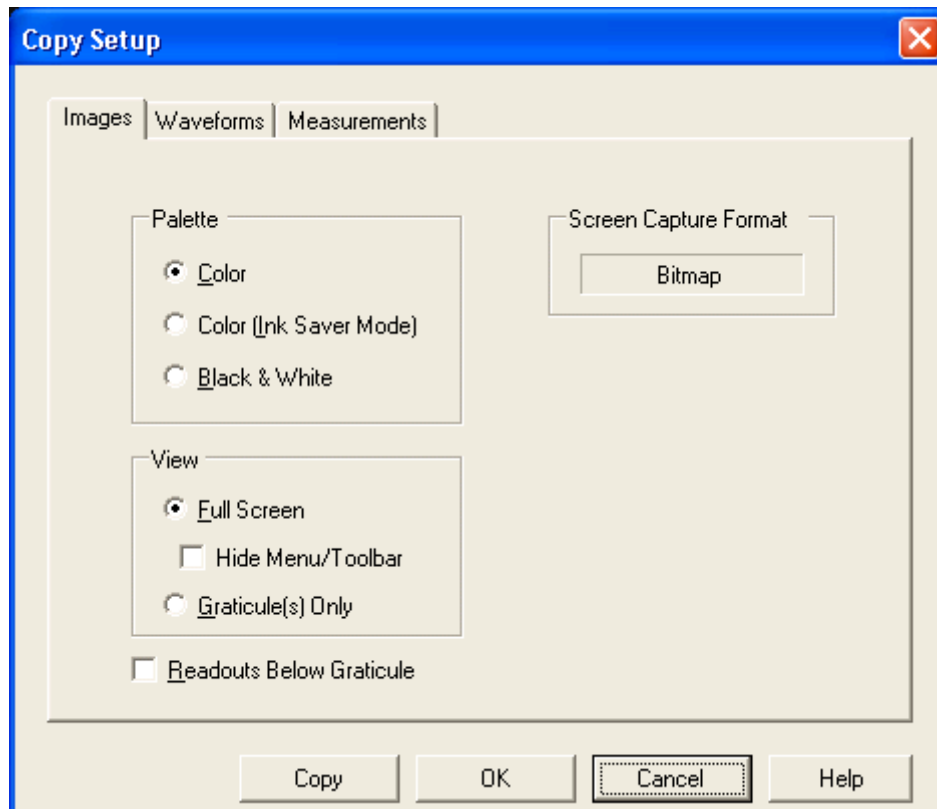 Copy Setup
Images Waveforms Measurements
Palette
Color
Color (Ink Saver Mode)
Black & White
Screen Capture Format
Bitmap
View
Full Screen
Hide Menu/Toolbar
Graticule(s) Only
Readouts Below Graticule
Copy OK Cancel Help